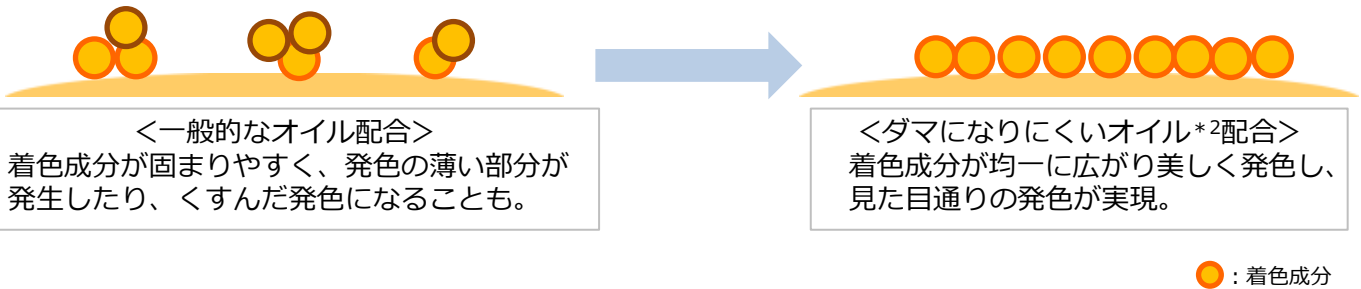 ＜一般的なオイル配合＞
着色成分が固まりやすく、発色の薄い部分が
発生したり、くすんだ発色になることも。
＜ダマになりにくいオイル*2配合＞
着色成分が均一に広がり美しく発色し、
見た目通りの発色が実現。
：着色成分